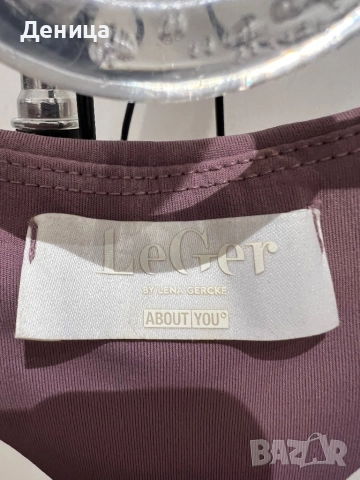 Деница
LeGer
BY LENA GERCKE
ABOUT YOU°
BAZAR